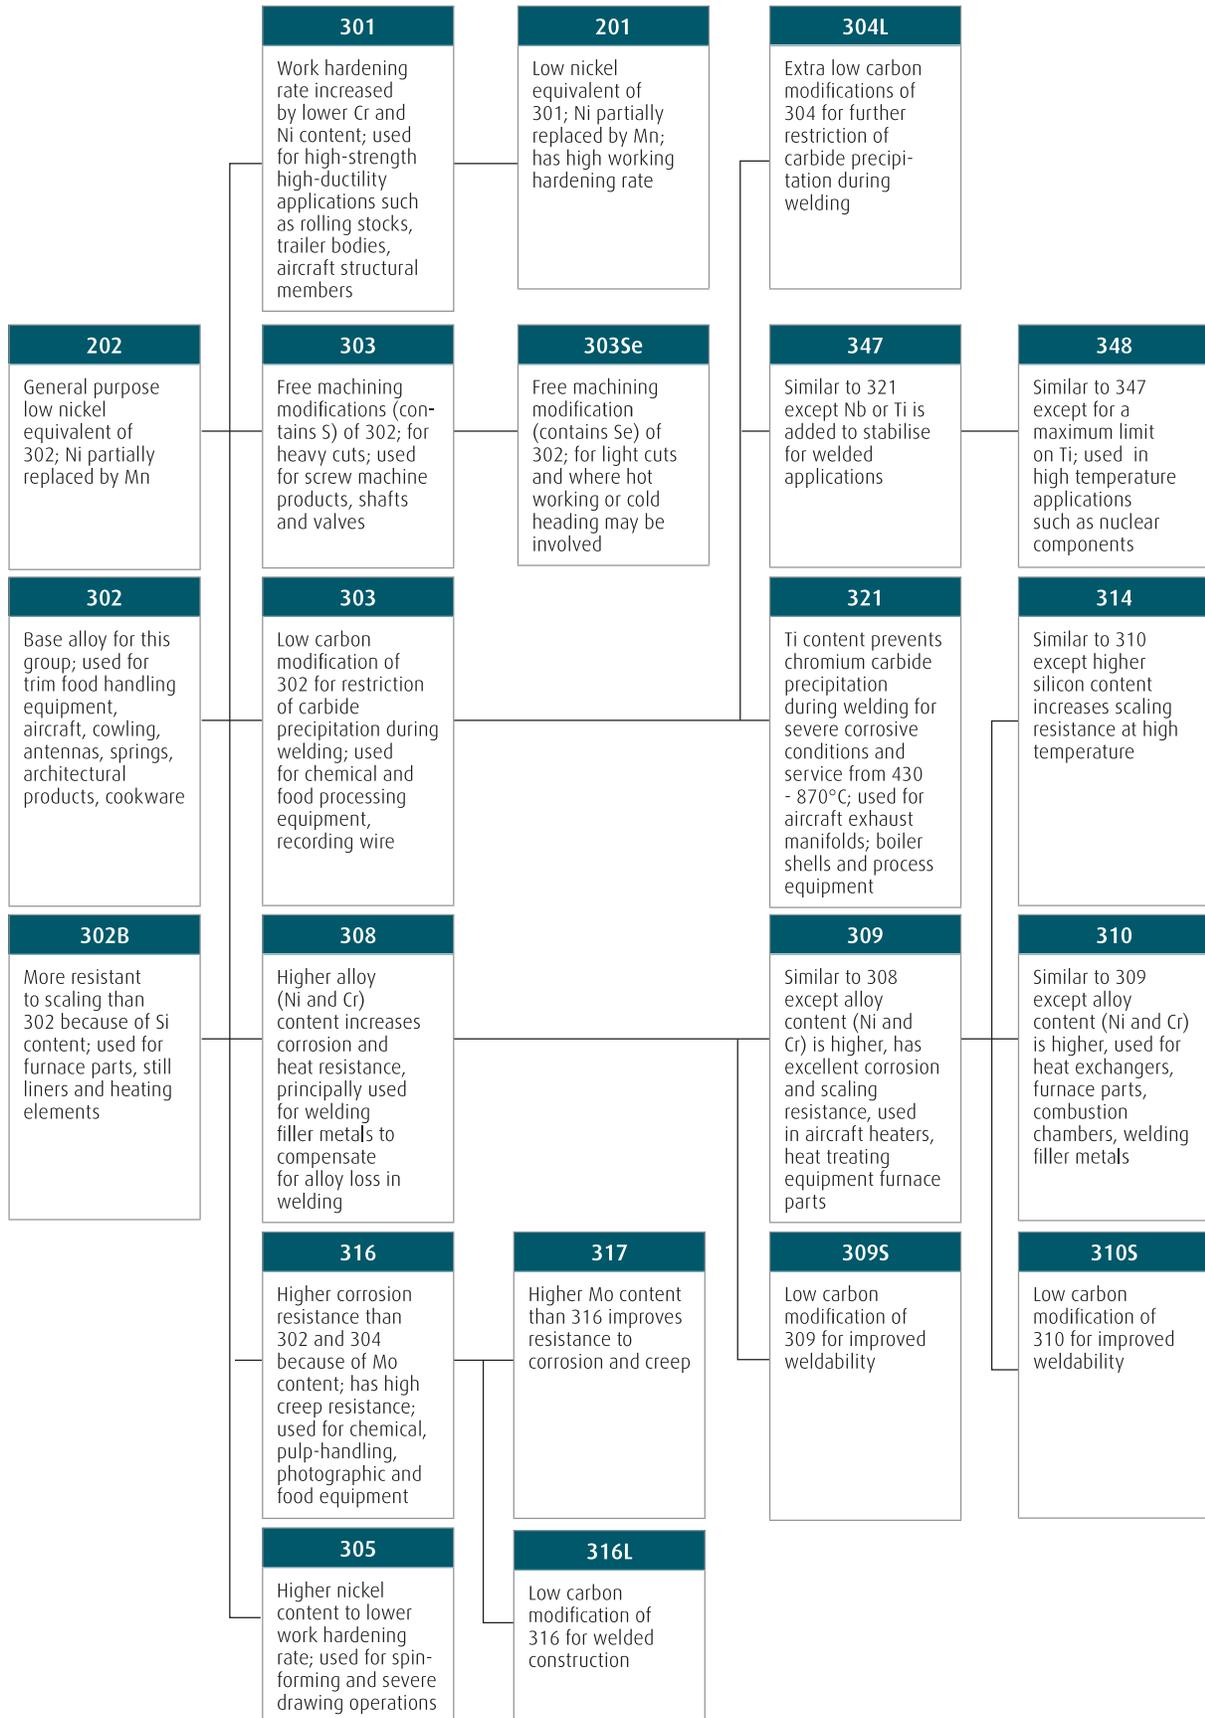 301
Work hardening
rate increased
by lower Cr and
Ni content; used
for high-strength
high-ductility
applications such
as rolling stocks,
trailer bodies,
aircraft structural
members
201
Low nickel
equivalent of
301; Ni partially
replaced by Mn;
has high working
hardening rate
304L
Extra low carbon
modifications of
304 for further
restriction of
carbide precipi-
tation during
welding
202
General purpose
low nickel
equivalent of
302; Ni partially
replaced by Mn
303
Free machining
modifications (con-
tains S) of 302; for
heavy cuts; used
for screw machine
products, shafts
and valves
303Se
Free machining
modification
(contains Se) of
302; for light cuts
and where hot
working or cold
heading may be
involved
347
Similar to 321
except Nb or Ti is
added to stabilise
for welded
applications
348
Similar to 347
except for a
maximum limit
on Ti; used in
high temperature
applications
such as nuclear
components
302
Base alloy for this
group; used for
trim food handling
equipment,
aircraft, cowling,
antennas, springs,
architectural
products, cookware
303
Low carbon
modification of
302 for restriction
of carbide
precipitation during
welding; used
for chemical and
food processing
equipment,
recording wire
321
Ti content prevents
chromium carbide
precipitation
during welding for
severe corrosive
conditions and
service from 430
- 870°C; used for
aircraft exhaust
manifolds; boiler
shells and process
equipment
314
Similar to 310
except higher
silicon content
increases scaling
resistance at high
temperature
302B
More resistant
to scaling than
302 because of Si
content; used for
furnace parts, still
liners and heating
elements
308
Higher alloy
(Ni and Cr)
content increases
corrosion and
heat resistance,
principally used
for welding
filler metals to
compensate
for alloy loss in
welding
309
Similar to 308
except alloy
content (Ni and
Cr) is higher, has
excellent corrosion
and scaling
resistance, used
in aircraft heaters,
heat treating
equipment furnace
parts
310
Similar to 309
except alloy
content (Ni and Cr)
is higher, used for
heat exchangers,
furnace parts,
combustion
chambers, welding
filler metals
316
Higher corrosion
resistance than
302 and 304
because of Mo
content; has high
creep resistance;
used for chemical,
pulp-handling,
photographic and
food equipment
317
Higher Mo content
than 316 improves
resistance to
corrosion and creep
309S
Low carbon
modification of
309 for improved
weldability
310S
Low carbon
modification of
310 for improved
weldability
305
Higher nickel
content to lower
work hardening
rate; used for spin-
forming and severe
drawing operations
316L
Low carbon
modification of
316 for welded
construction